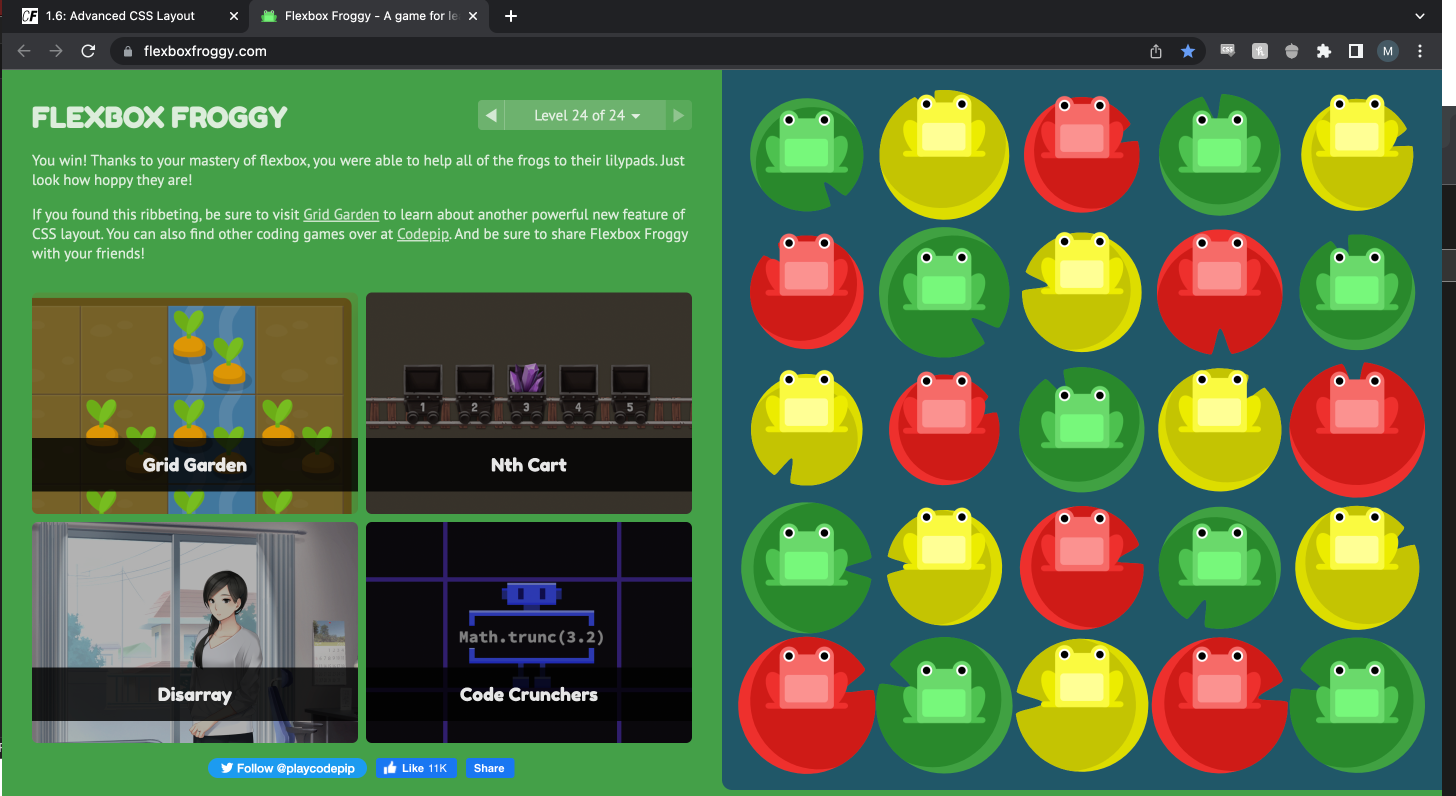 CF 1.6: Advanced CSS Layout
Flexbox Froggy - A game for le
flexboxfroggy.com
CSS
M
FLEXBOX FROGGY
Level 24 of 24
You win! Thanks to your mastery of flexbox, you were able to help all of the frogs to their lilypads. Just
look how hoppy they are!
If you found this ribbeting, be sure to visit Grid Garden to learn about another powerful new feature of
CSS layout. You can also find other coding games over at Codepip. And be sure to share Flexbox Froggy
with your friends!
1 2 3 4 5
Grid Garden
Nth Cart
Math.trunc(3.2)
Disarray
Code Crunchers
Follow @playcodepip
Like 11K
Share